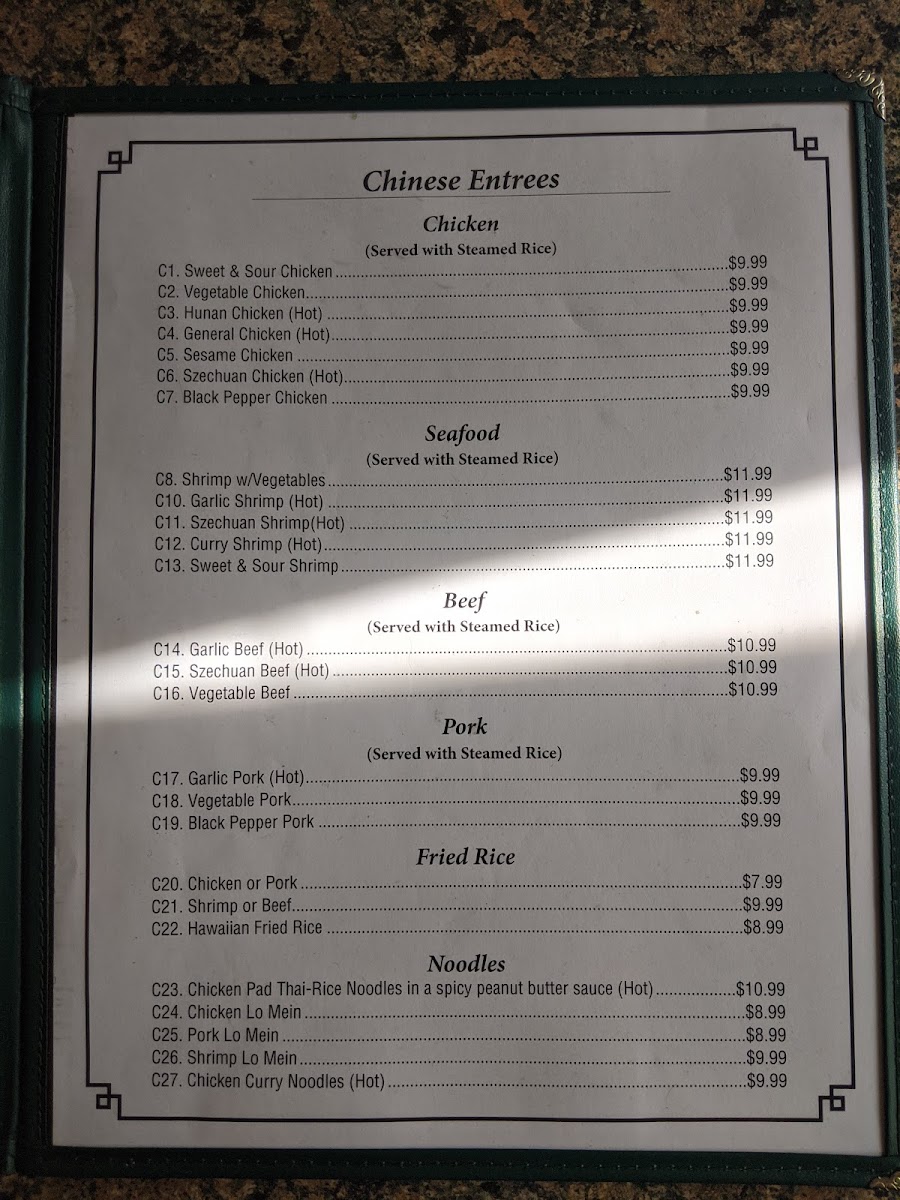 Chinese Entrees
Chicken
(Served with Steamed Rice)
C1. Sweet & Sour Chicken $9.99
C2. Vegetable Chicken $9.99
C3. Hunan Chicken (Hot) $9.99
C4. General Chicken (Hot) $9.99
C5. Sesame Chicken $9.99
C6. Szechuan Chicken (Hot) $9.99
C7. Black Pepper Chicken $9.99
Seafood
(Served with Steamed Rice)
C8. Shrimp w/Vegetables $11.99
C10. Garlic Shrimp (Hot) $11.99
C11. Szechuan Shrimp(Hot) $11.99
C12. Curry Shrimp (Hot) $11.99
C13. Sweet & Sour Shrimp $11.99
Beef
(Served with Steamed Rice)
C14. Garlic Beef (Hot) $10.99
C15. Szechuan Beef (Hot) $10.99
C16. Vegetable Beef $10.99
Pork
(Served with Steamed Rice)
C17. Garlic Pork (Hot) $9.99
C18. Vegetable Pork $9.99
C19. Black Pepper Pork $9.99
Fried Rice
C20. Chicken or Pork $7.99
C21. Shrimp or Beef $9.99
C22. Hawaiian Fried Rice $8.99
Noodles
C23. Chicken Pad Thai-Rice Noodles in a spicy peanut butter sauce (Hot) $10.99
C24. Chicken Lo Mein $8.99
C25. Pork Lo Mein $8.99
C26. Shrimp Lo Mein $9.99
C27. Chicken Curry Noodles (Hot) $9.99